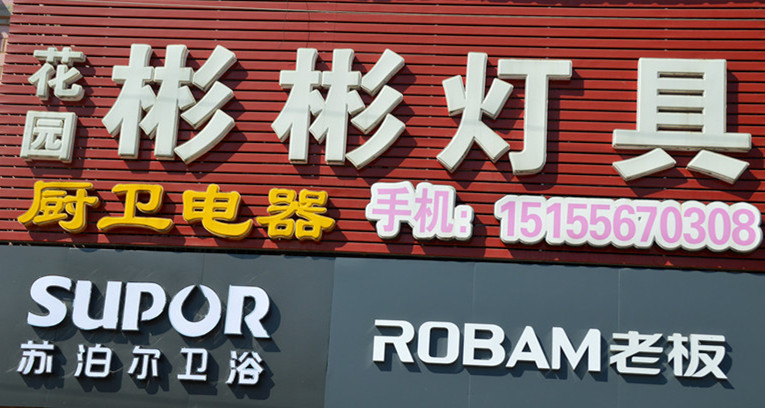 花园
彬彬灯具
厨卫电器 手机:15155670308
SUPOR
苏泊尔卫浴
ROBAM老板